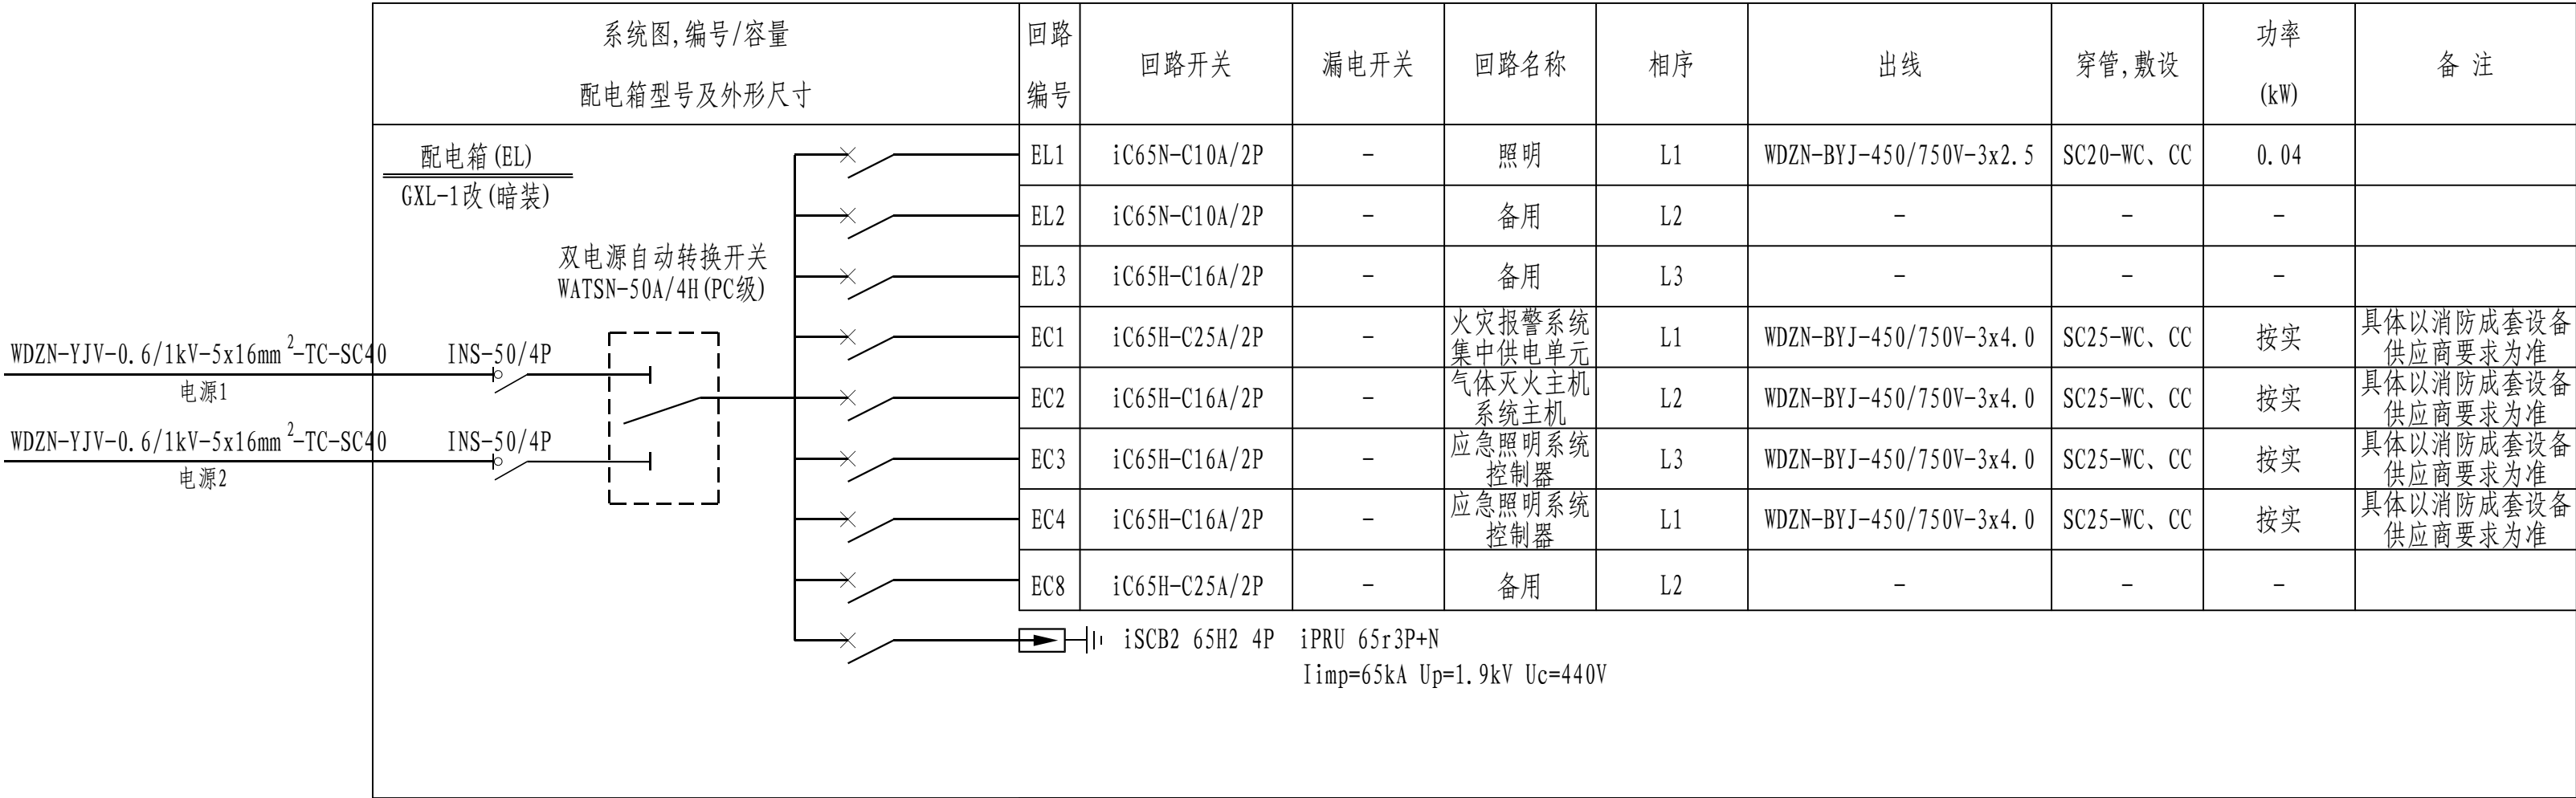 系统图,编号/容量
配电箱型号及外形尺寸
回路
编号
回路开关
漏电开关
回路名称
相序
出线
穿管,敷设
功率
(kW)
备 注
配电箱(EL)
GXL-1改(暗装)
双电源自动转换开关
WATSN-50A/4H(PC级)
WDZN-YJV-0.6/1kV-5x16mm²-TC-SC40
INS-50/4P
电源1
WDZN-YJV-0.6/1kV-5x16mm²-TC-SC40
INS-50/4P
电源2
EL1 iC65N-C10A/2P - 照明 L1 WDZN-BYJ-450/750V-3x2.5 SC20-WC、CC 0.04
EL2 iC65N-C10A/2P - 备用 L2 - - -
EL3 iC65H-C16A/2P - 备用 L3 - - -
EC1 iC65H-C25A/2P -
火灾报警系统
集中供电单元
L1 WDZN-BYJ-450/750V-3x4.0 SC25-WC、CC 按实
具体以消防成套设备
供应商要求为准
EC2 iC65H-C16A/2P -
气体灭火主机
系统主机
L2 WDZN-BYJ-450/750V-3x4.0 SC25-WC、CC 按实
具体以消防成套设备
供应商要求为准
EC3 iC65H-C16A/2P -
应急照明系统
控制器
L3 WDZN-BYJ-450/750V-3x4.0 SC25-WC、CC 按实
具体以消防成套设备
供应商要求为准
EC4 iC65H-C16A/2P -
应急照明系统
控制器
L1 WDZN-BYJ-450/750V-3x4.0 SC25-WC、CC 按实
具体以消防成套设备
供应商要求为准
EC8 iC65H-C25A/2P - 备用 L2 - - -
iSCB2 65H2 4P iPRU 65r3P+N
Iimp=65kA Up=1.9kV Uc=440V